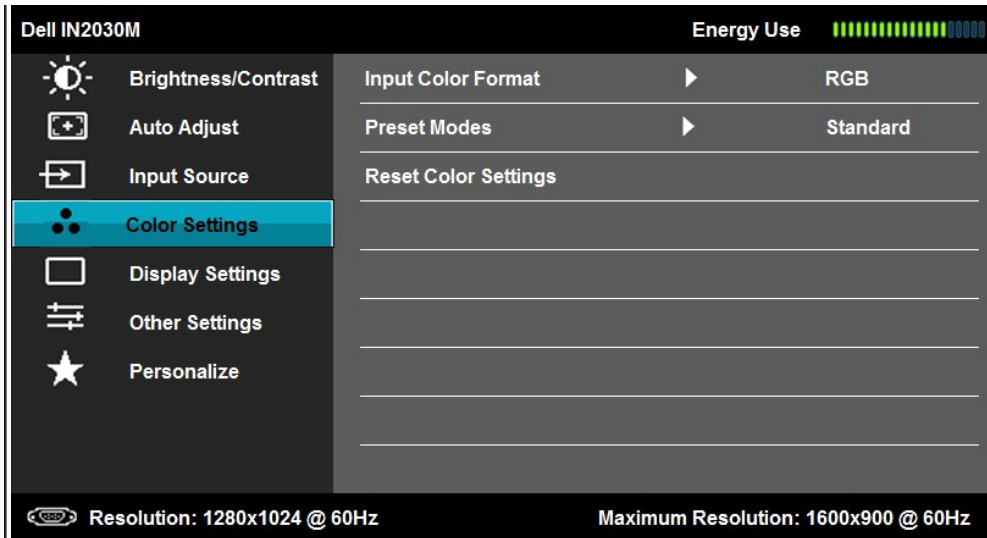 Dell IN2030M Energy Use
Brightness/Contrast Input Color Format RGB
Auto Adjust Preset Modes Standard
Input Source Reset Color Settings
Color Settings
Display Settings
Other Settings
Personalize
Resolution: 1280x1024 @ 60Hz Maximum Resolution: 1600x900 @ 60Hz